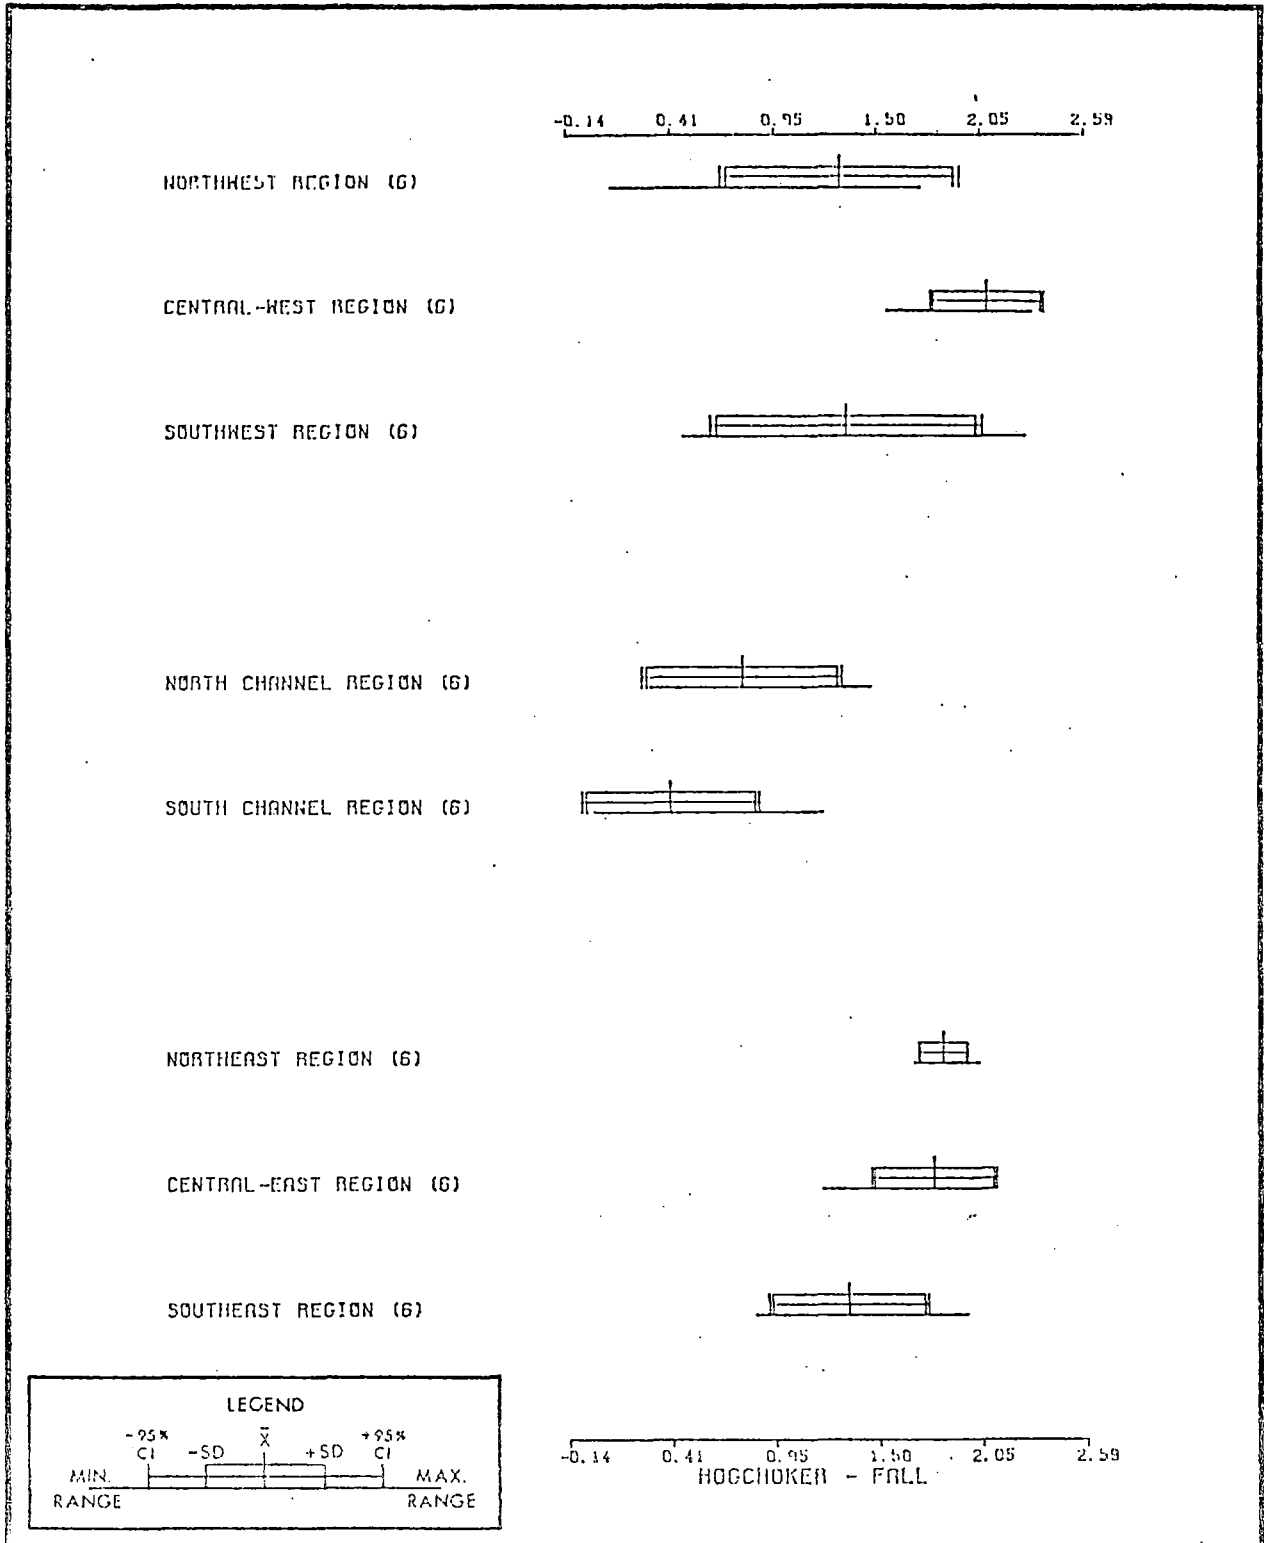 -0.14 0.41 0.95 1.50 2.05 2.59
NORTHWEST REGION (6)
CENTRAL-WEST REGION (6)
SOUTHWEST REGION (6)
NORTH CHANNEL REGION (6)
SOUTH CHANNEL REGION (6)
NORTHEAST REGION (6)
CENTRAL-EAST REGION (6)
SOUTHEAST REGION (6)
LEGEND
-95% CI -SD X̄ +SD +95% CI
MIN. RANGE MAX. RANGE
-0.14 0.41 0.95 1.50 2.05 2.59
HOGCHOKER - FALL